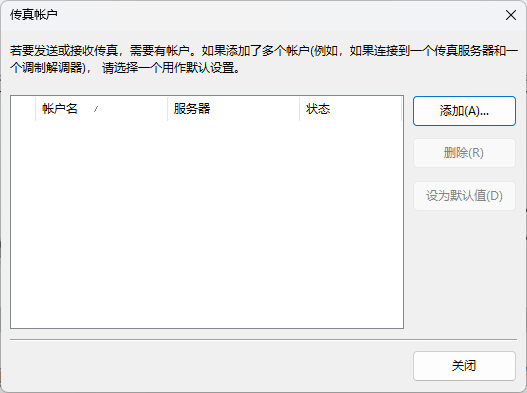 传真帐户
若要发送或接收传真，需要有帐户。如果添加了多个帐户(例如，如果连接到一个传真服务器和一
个调制解调器)， 请选择一个用作默认设置。
帐户名 服务器 状态
添加(A)...
删除(R)
设为默认值(D)
关闭